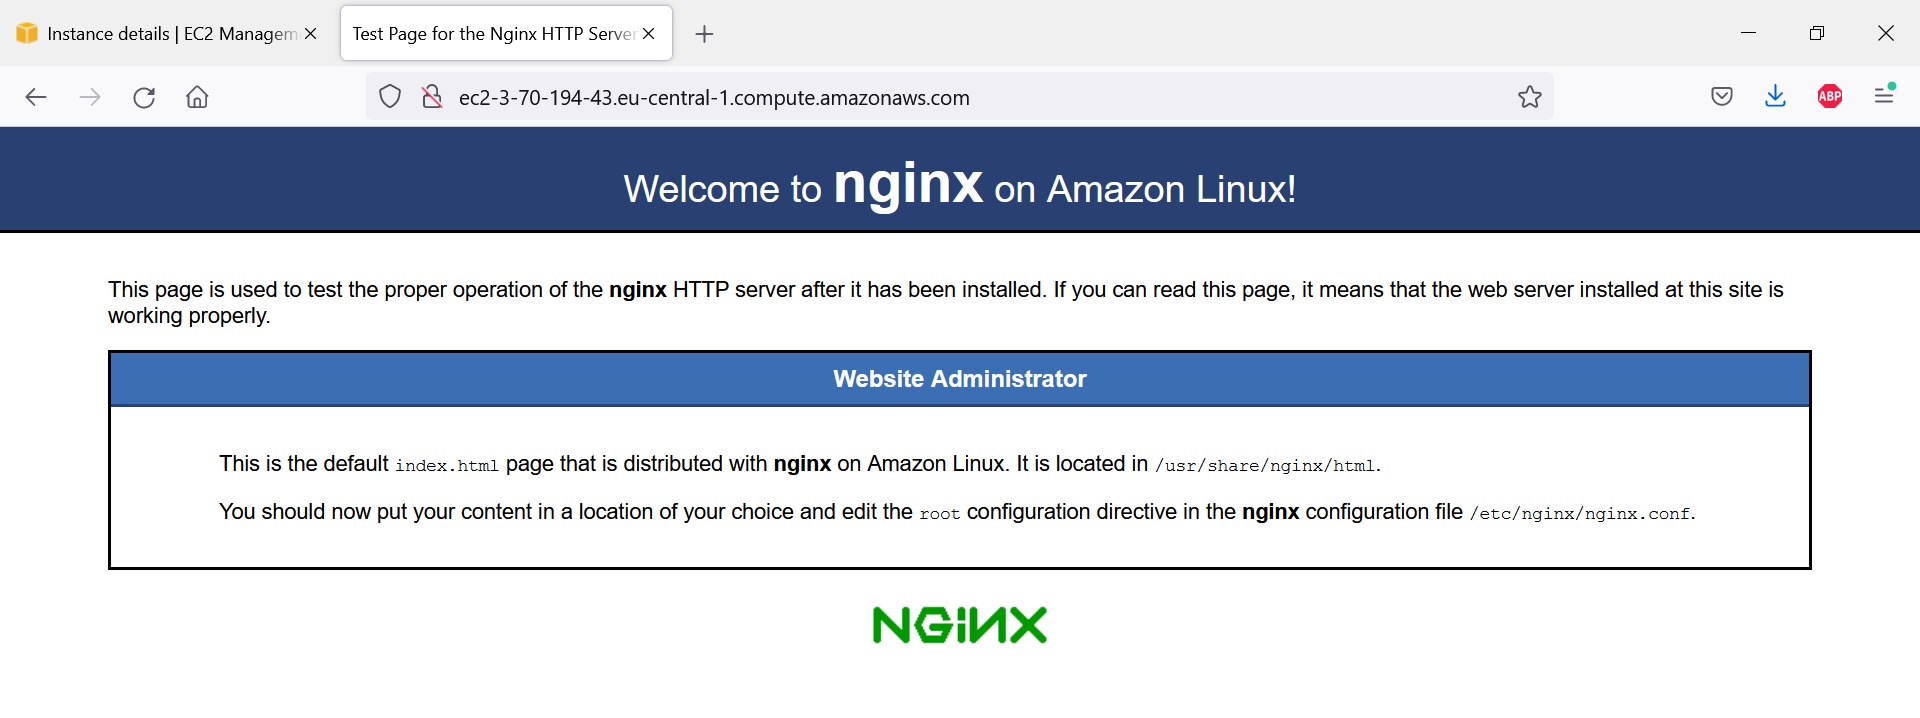 Instance details | EC2 Managem
Test Page for the Nginx HTTP Server
ec2-3-70-194-43.eu-central-1.compute.amazonaws.com
ABP
Welcome to nginx on Amazon Linux!
This page is used to test the proper operation of the nginx HTTP server after it has been installed. If you can read this page, it means that the web server installed at this site is
working properly.
Website Administrator
This is the default index.html page that is distributed with nginx on Amazon Linux. It is located in /usr/share/nginx/html.
You should now put your content in a location of your choice and edit the root configuration directive in the nginx configuration file /etc/nginx/nginx.conf.
NGiNX